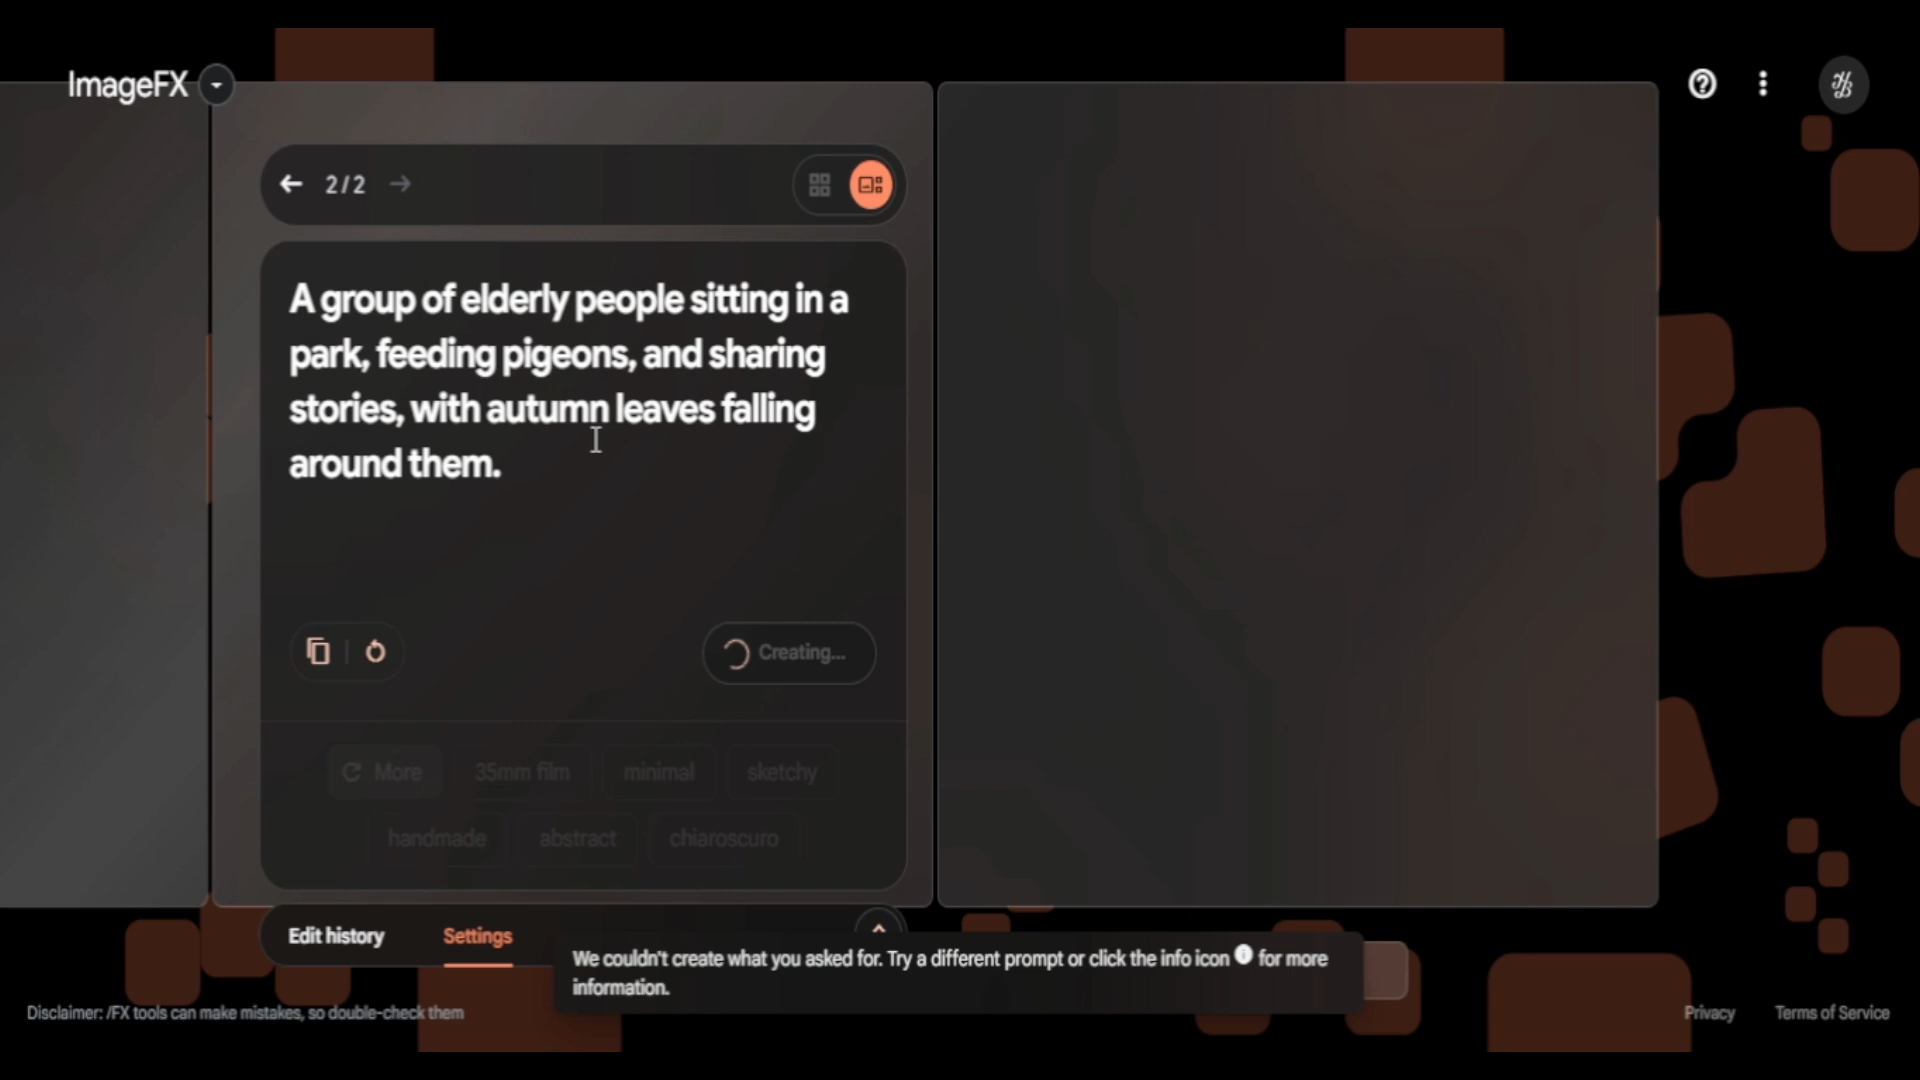 ImageFX
2/2
A group of elderly people sitting in a
park, feeding pigeons, and sharing
stories, with autumn leaves falling
around them.
Creating...
More 35mm film minimal sketchy
handmade abstract chiaroscuro
Edit history Settings
We couldn't create what you asked for. Try a different prompt or click the info icon for more
information.
Disclaimer: /FX tools can make mistakes, so double-check them
Privacy Terms of Service